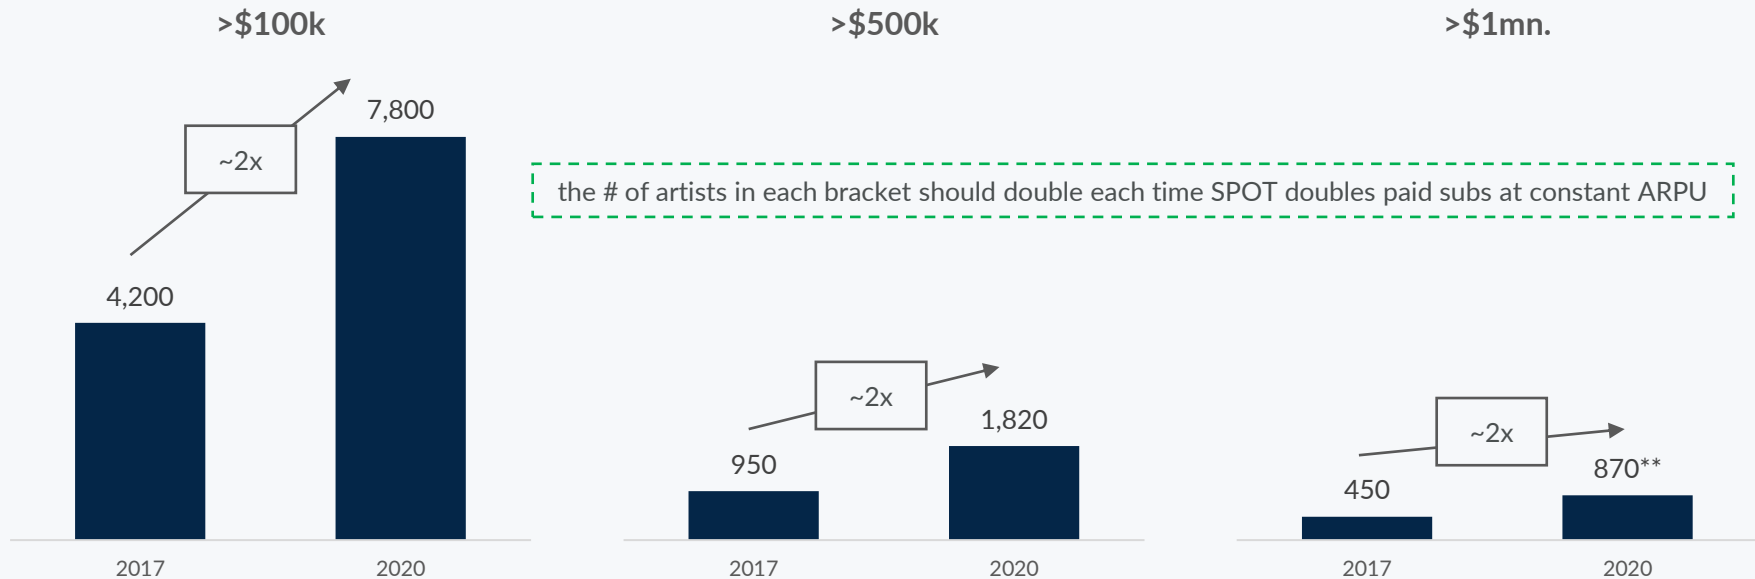 >$100k
>$500k
>$1mn.
7,800
~2x
the # of artists in each bracket should double each time SPOT doubles paid subs at constant ARPU
4,200
~2x
1,820
950
~2x
870**
450
2017
2020
2017
2020
2017
2020